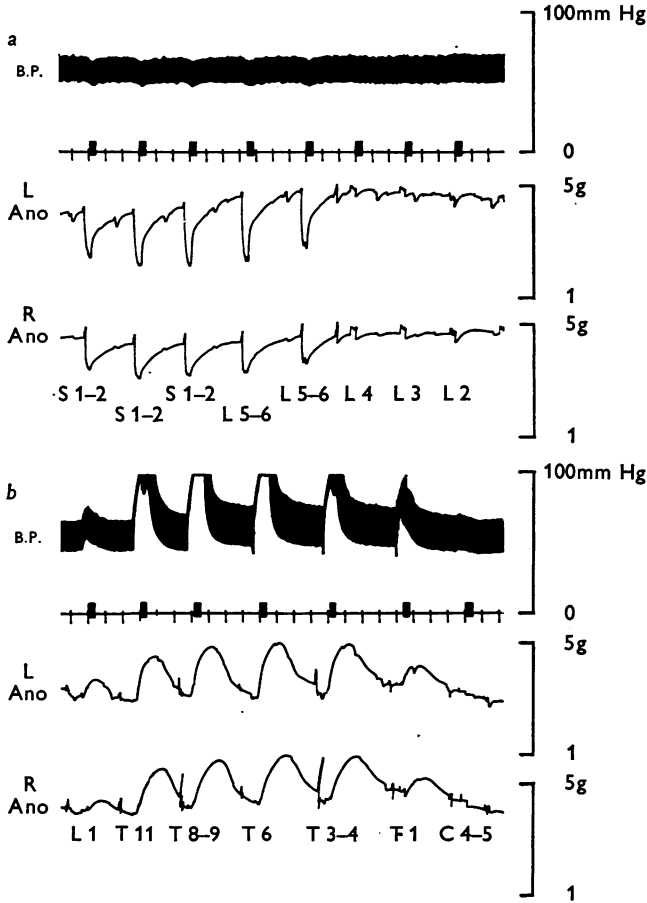 100mm Hg
a
B.P.
0
L
Ano
5g
1
R
Ano
5g
S 1–2 S 1–2 L 5–6 L 4 L 3 L 2
S 1–2 L 5–6
1
100mm Hg
b
B.P.
0
L
Ano
5g
1
R
Ano
5g
L 1 T 11 T 8–9 T 6 T 3–4 T 1 C 4–5
1